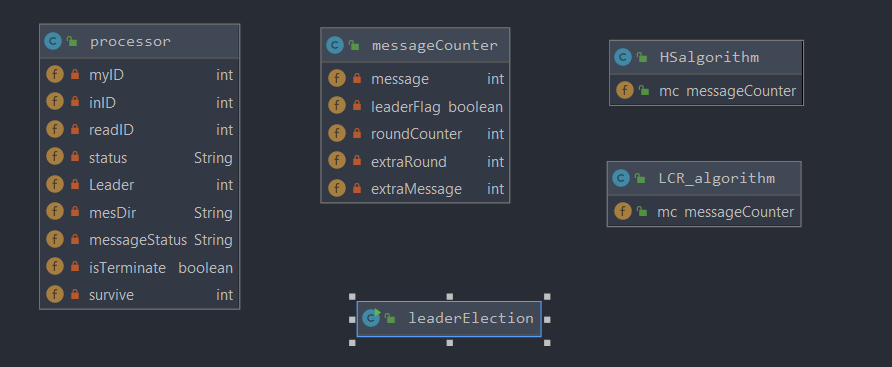 processor
myID int
inID int
readID int
status String
Leader int
mesDir String
messageStatus String
isTerminate boolean
survive int
messageCounter
message int
leaderFlag boolean
roundCounter int
extraRound int
extraMessage int
HSalgorithm
mc messageCounter
LCR_algorithm
mc messageCounter
leaderElection